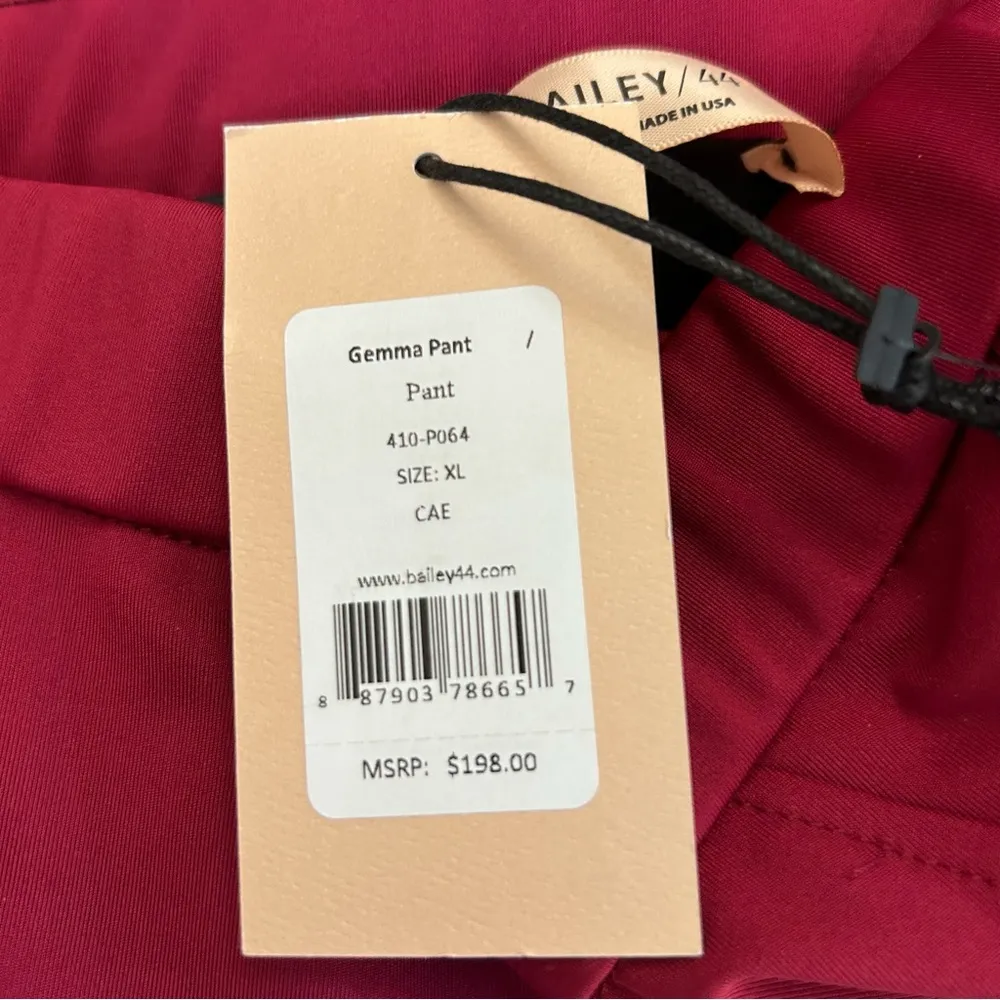 AILEY/44
MADE IN USA
Gemma Pant /
Pant
410-P064
SIZE: XL
CAE
www.bailey44.com
8 87903 78665 7
MSRP: $198.00